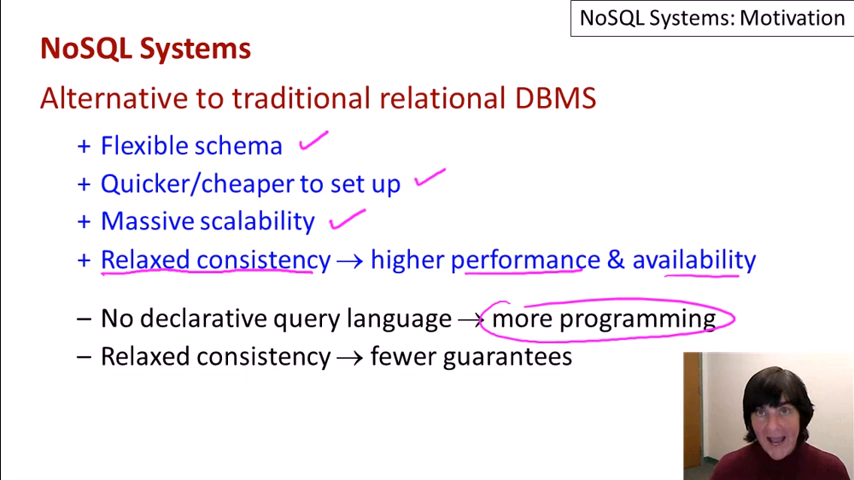 NoSQL Systems: Motivation
NoSQL Systems
Alternative to traditional relational DBMS
+ Flexible schema
+ Quicker/cheaper to set up
+ Massive scalability
+ Relaxed consistency → higher performance & availability
– No declarative query language → more programming
– Relaxed consistency → fewer guarantees